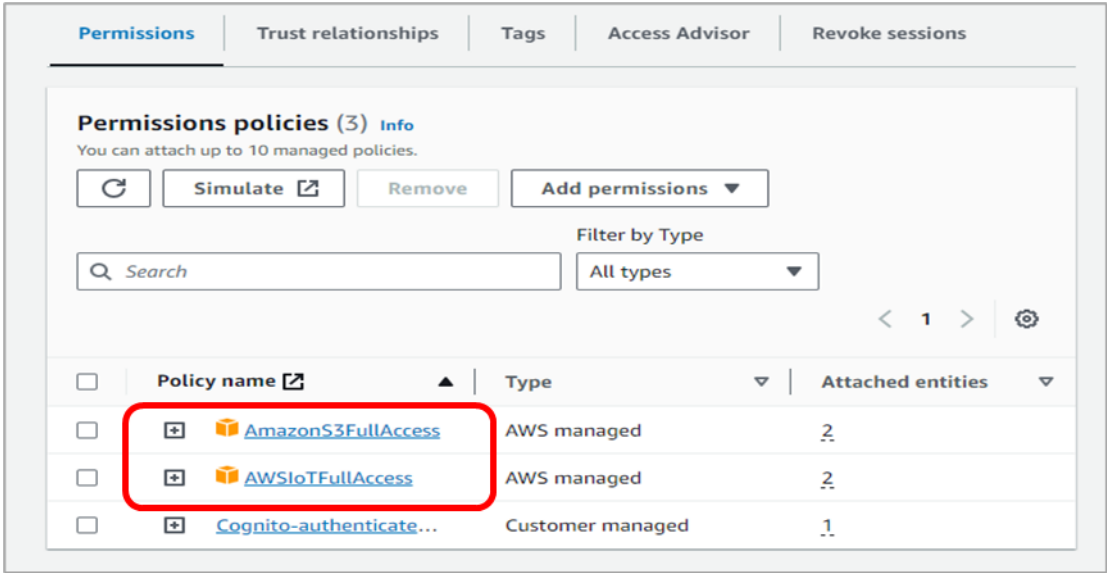 Permissions Trust relationships Tags Access Advisor Revoke sessions
Permissions policies (3) Info
You can attach up to 10 managed policies.
Simulate Remove Add permissions
Filter by Type
Search All types
1
Policy name Type Attached entities
AmazonS3FullAccess AWS managed 2
AWSIoTFullAccess AWS managed 2
Cognito-authenticate... Customer managed 1